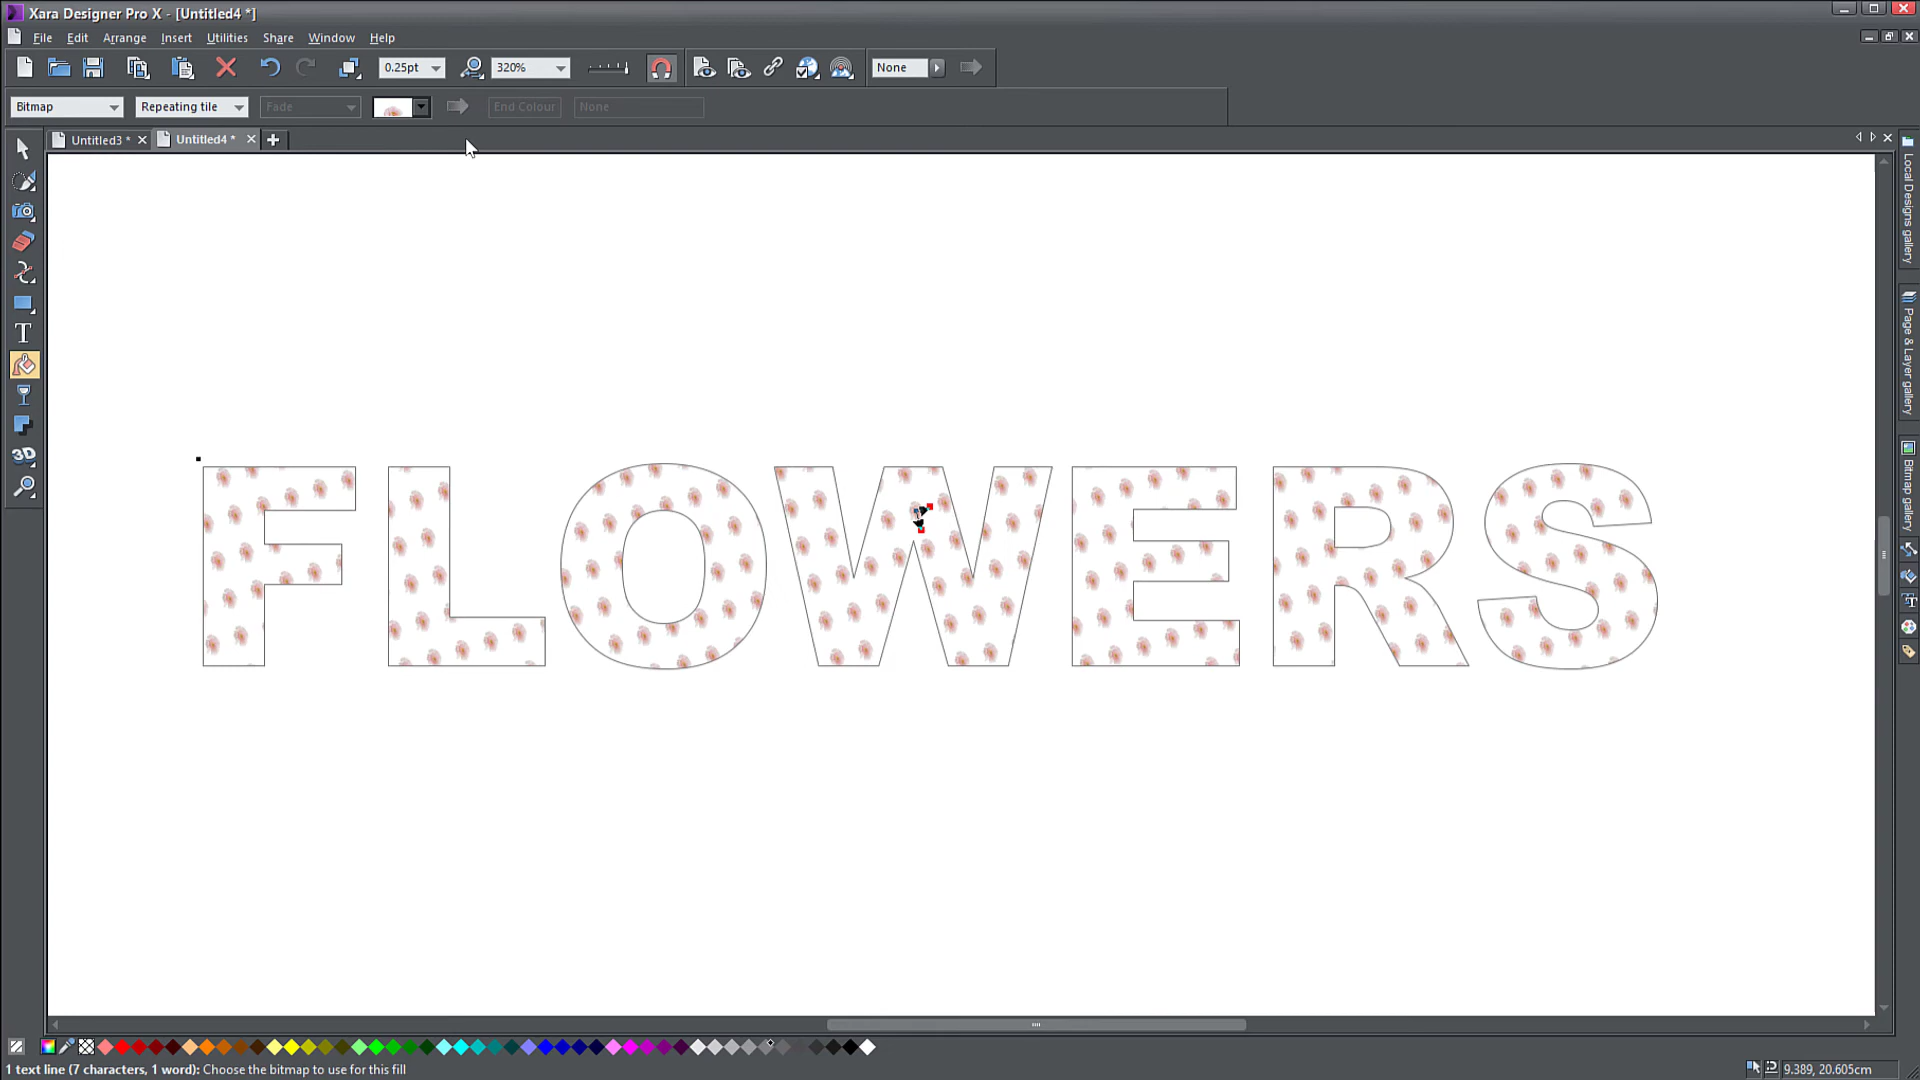 Xara Designer Pro X - [Untitled4 *]
File Edit Arrange Insert Utilities Share Window Help
0.25pt 320% None
Bitmap Repeating tile Fade End Colour None
Untitled3 * Untitled4 *
T
3D
FLOWERS
Local Designs gallery
Page & Layer gallery
Bitmap gallery
1 text line (7 characters, 1 word): Choose the bitmap to use for this fill
9.389, 20.605cm